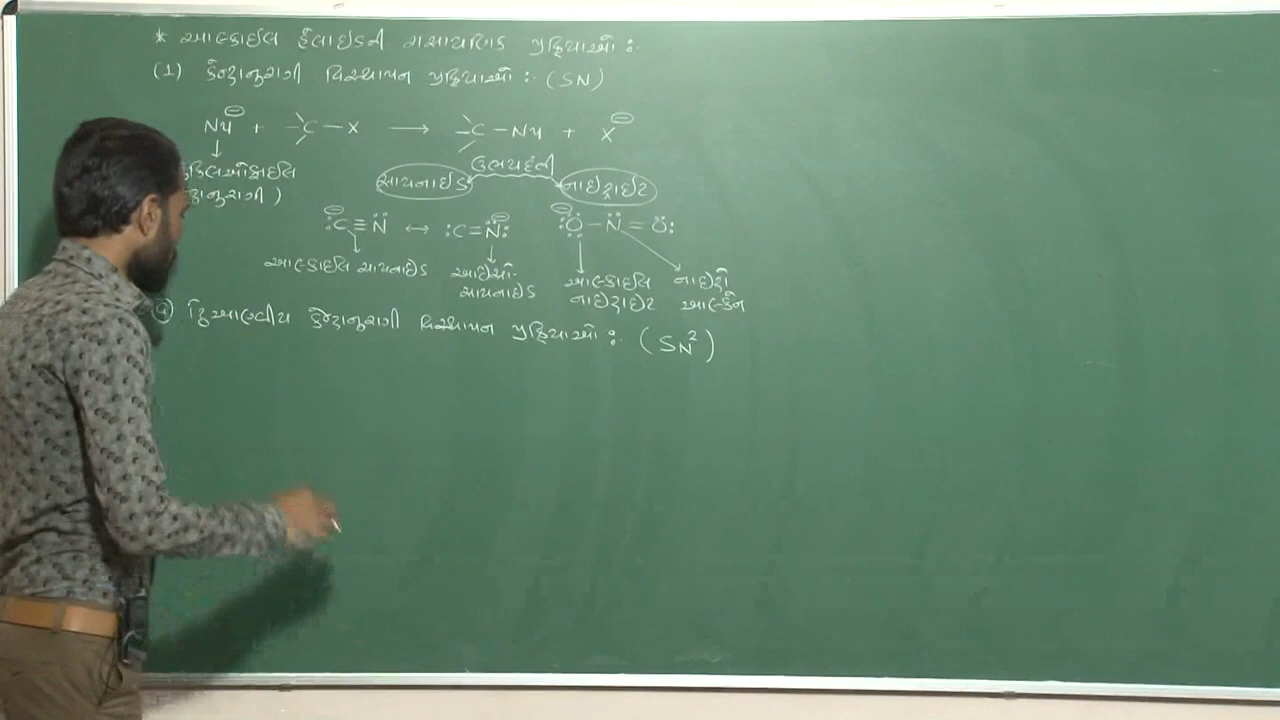 * આલ્કાઈલ હેલાઈડની રાસાયણિક પ્રક્રિયાઓ :-
(1) કેન્દ્રાનુરાગી વિસ્થાપન પ્રક્રિયાઓ :- (SN)
Nu⊖ + -C-X → -C-Nu + X⊖
ઉભયદંતી
સાયનાઈડ નાઈટ્રાઈટ
⊖:C≡N̈ ↔ :C=N̈:⊖ ⊖:Ö-N̈=Ö:
આલ્કાઈલ સાયનાઈડ આઈસો- સાયનાઈડ આલ્કાઈલ નાઈટ્રાઈટ નાઈટ્રો આલ્કેન
દ્વિઆણ્વીય કેન્દ્રાનુરાગી વિસ્થાપન પ્રક્રિયાઓ :- (SN²)